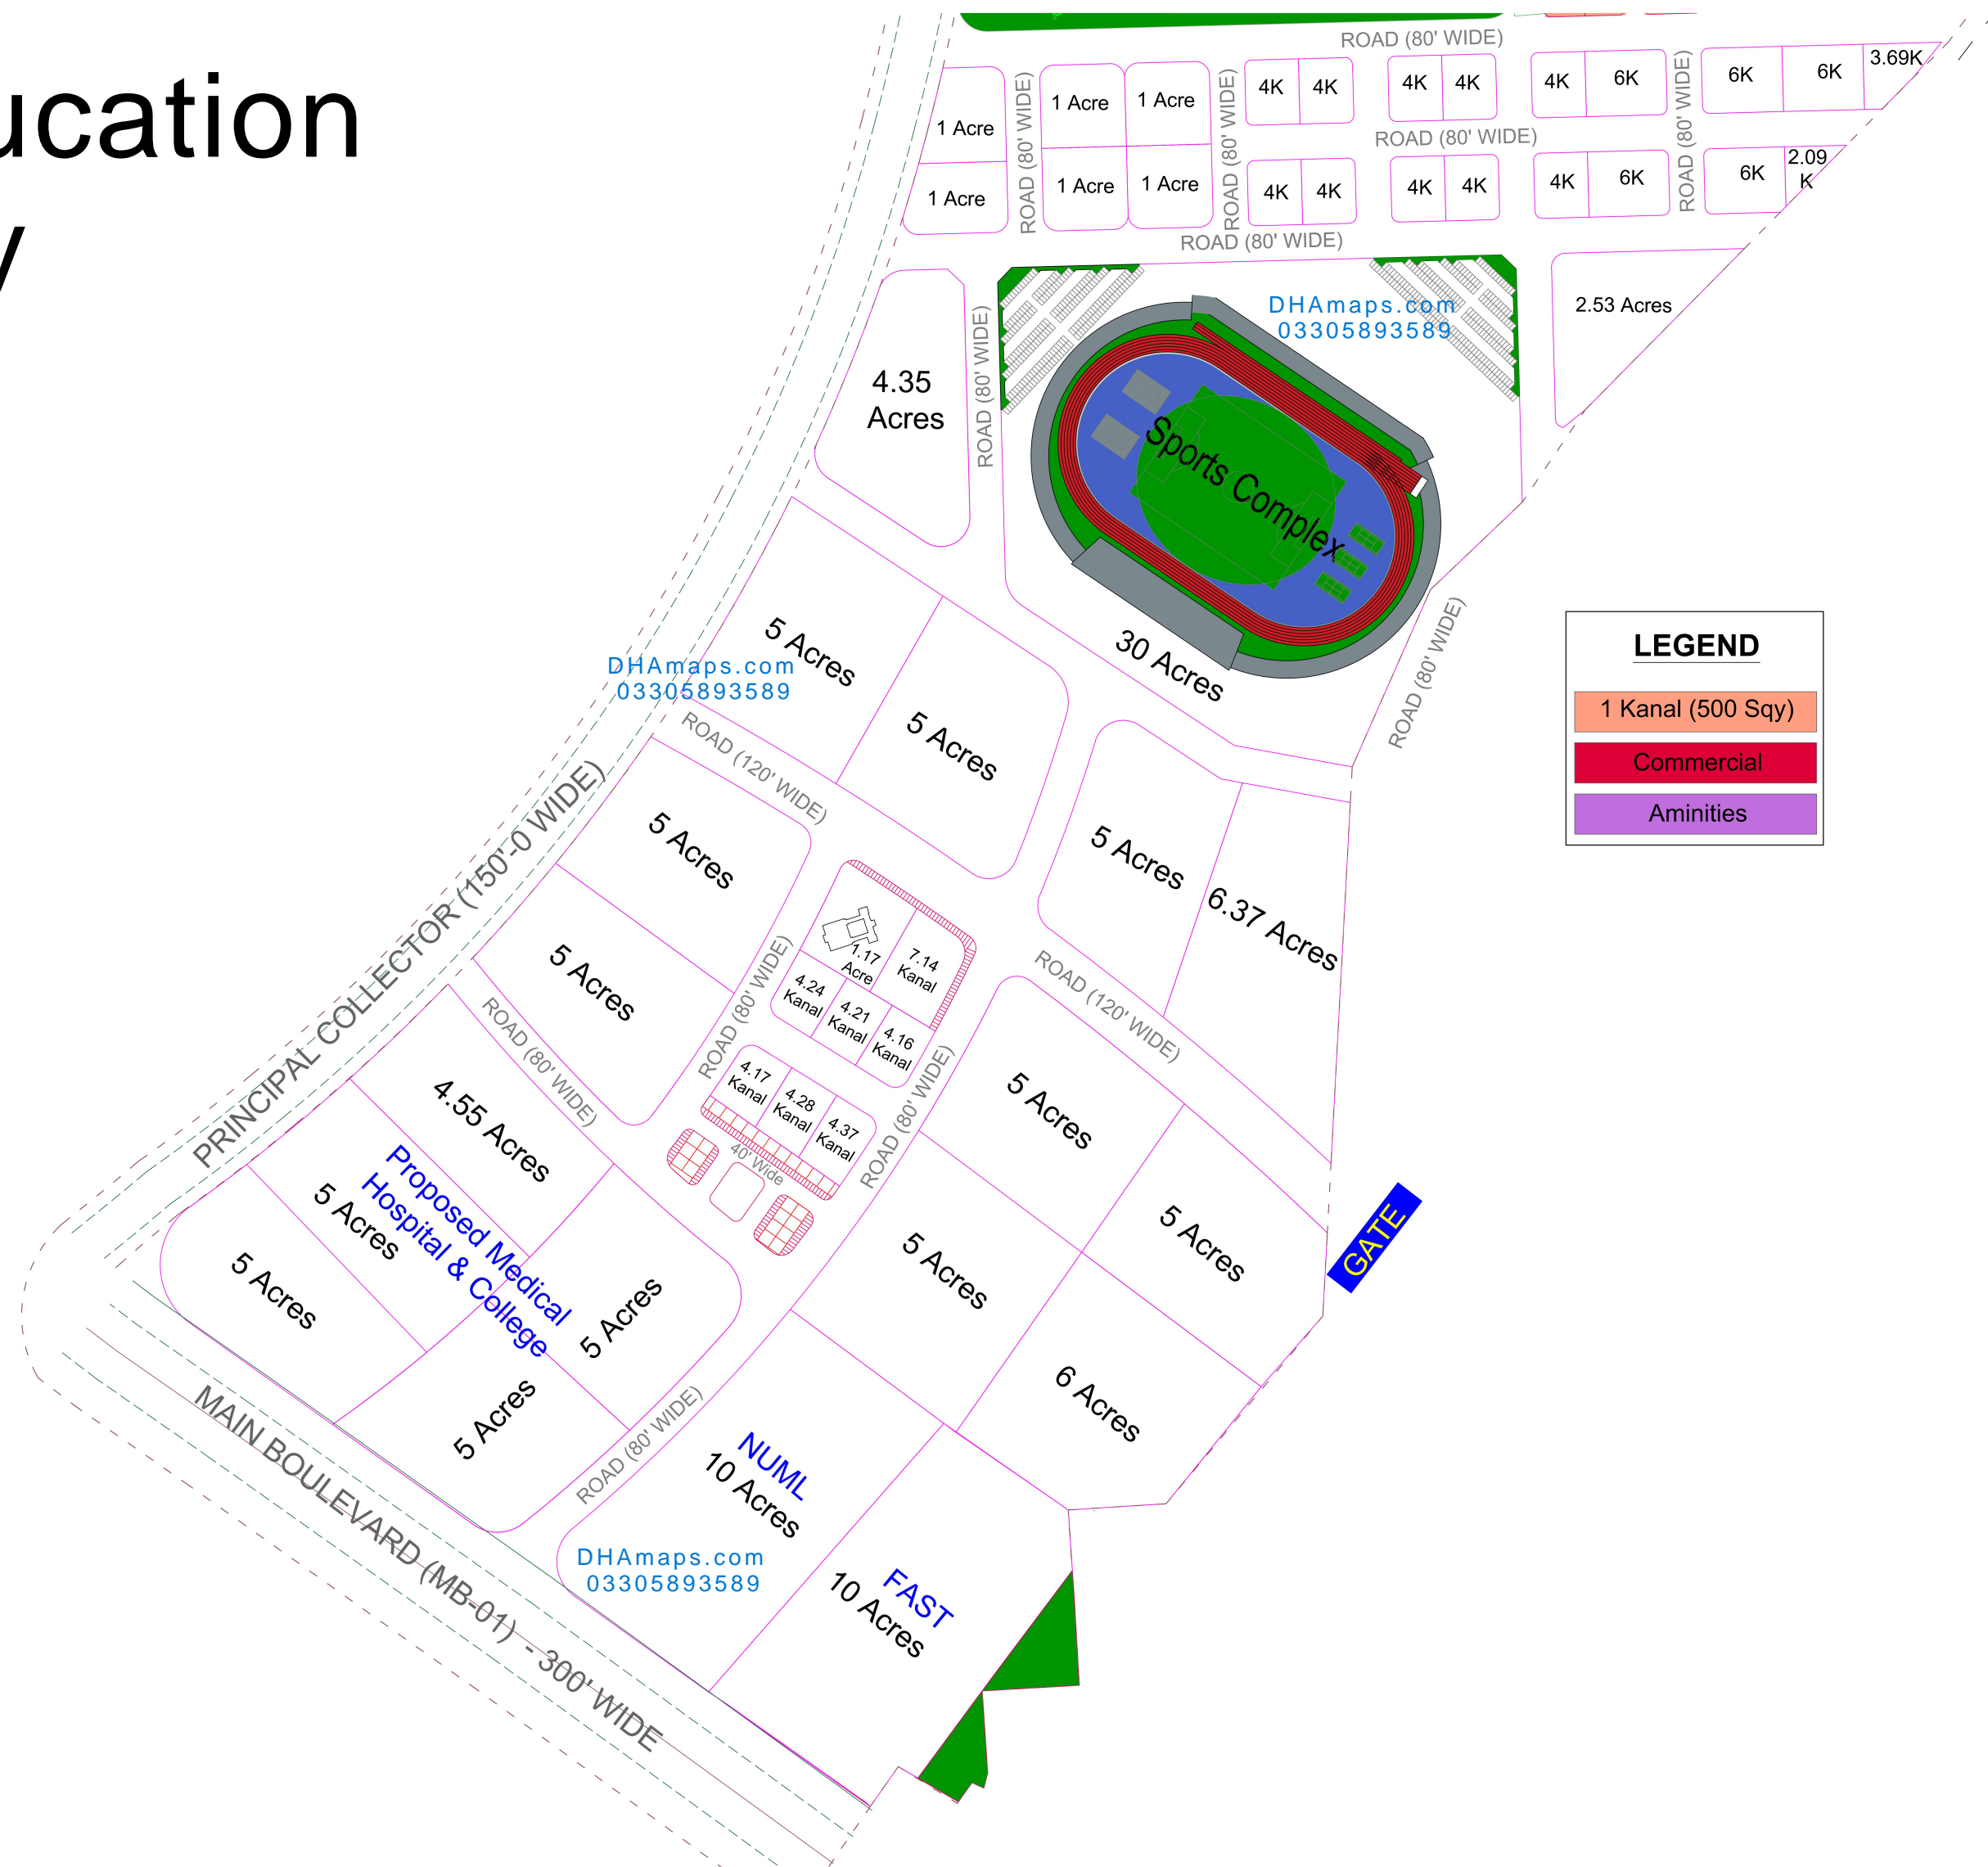 ucation
y
ROAD (80' WIDE)
1 Acre
1 Acre
ROAD (80' WIDE)
1 Acre
1 Acre
1 Acre
1 Acre
ROAD (80' WIDE)
4K
4K
4K
4K
4K
6K
ROAD (80' WIDE)
6K
6K
3.69K
ROAD (80' WIDE)
4K
4K
4K
4K
4K
6K
6K
2.09
K
ROAD (80' WIDE)
4.35
Acres
ROAD (80' WIDE)
DHAmaps.com
03305893589
Sports Complex
30 Acres
2.53 Acres
ROAD (80' WIDE)
LEGEND
1 Kanal (500 Sqy)
Commercial
Aminities
5 Acres
5 Acres
DHAmaps.com
03305893589
ROAD (120' WIDE)
PRINCIPAL COLLECTOR (150'-0 WIDE)
5 Acres
5 Acres
ROAD (80' WIDE)
ROAD (80' WIDE)
1.17
Acre
7.14
Kanal
4.24
Kanal
4.21
Kanal
4.16
Kanal
4.17
Kanal
4.28
Kanal
4.37
Kanal
40' Wide
ROAD (80' WIDE)
5 Acres
6.37 Acres
ROAD (120' WIDE)
5 Acres
5 Acres
5 Acres
6 Acres
GATE
4.55 Acres
Proposed Medical
Hospital & College
5 Acres
5 Acres
5 Acres
5 Acres
ROAD (80' WIDE)
NUML
10 Acres
FAST
10 Acres
DHAmaps.com
03305893589
MAIN BOULEVARD (MB-01) - 300' WIDE